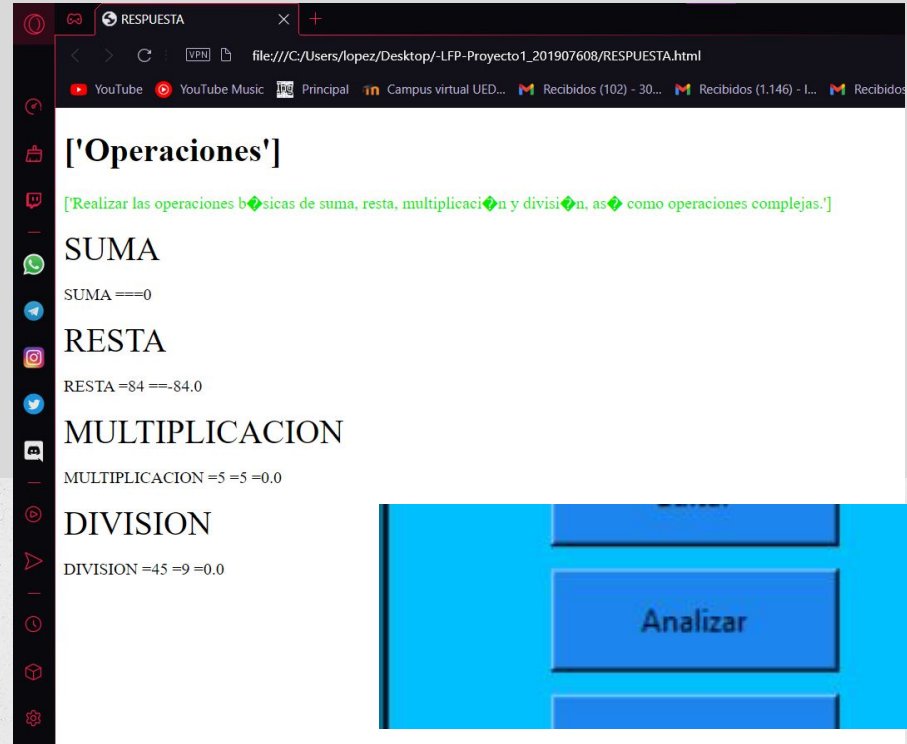 RESPUESTA
VPN file:///C:/Users/lopez/Desktop/-LFP-Proyecto1_201907608/RESPUESTA.html
YouTube YouTube Music Principal Campus virtual UED... Recibidos (102) - 30... Recibidos (1.146) - l... Recibidos
['Operaciones']
['Realizar las operaciones b�sicas de suma, resta, multiplicaci�n y divisi�n, as� como operaciones complejas.']
SUMA
SUMA ===0
RESTA
RESTA =84 ==-84.0
MULTIPLICACION
MULTIPLICACION =5 =5 =0.0
DIVISION
DIVISION =45 =9 =0.0
Analizar